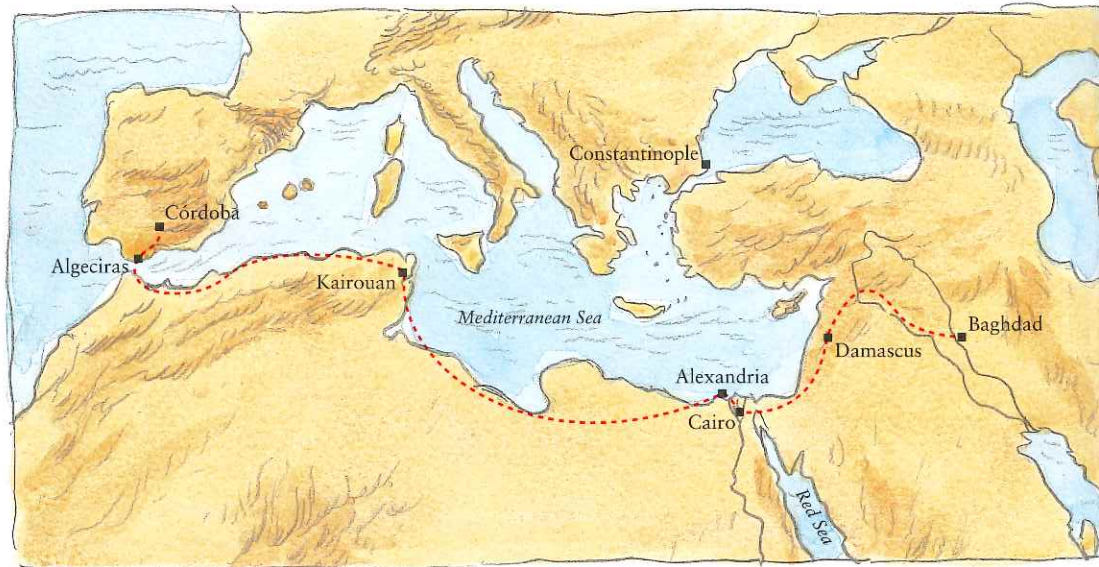 Constantinople
Córdoba
Algeciras
Kairouan
Mediterranean Sea
Baghdad
Damascus
Alexandria
Cairo
Red Sea